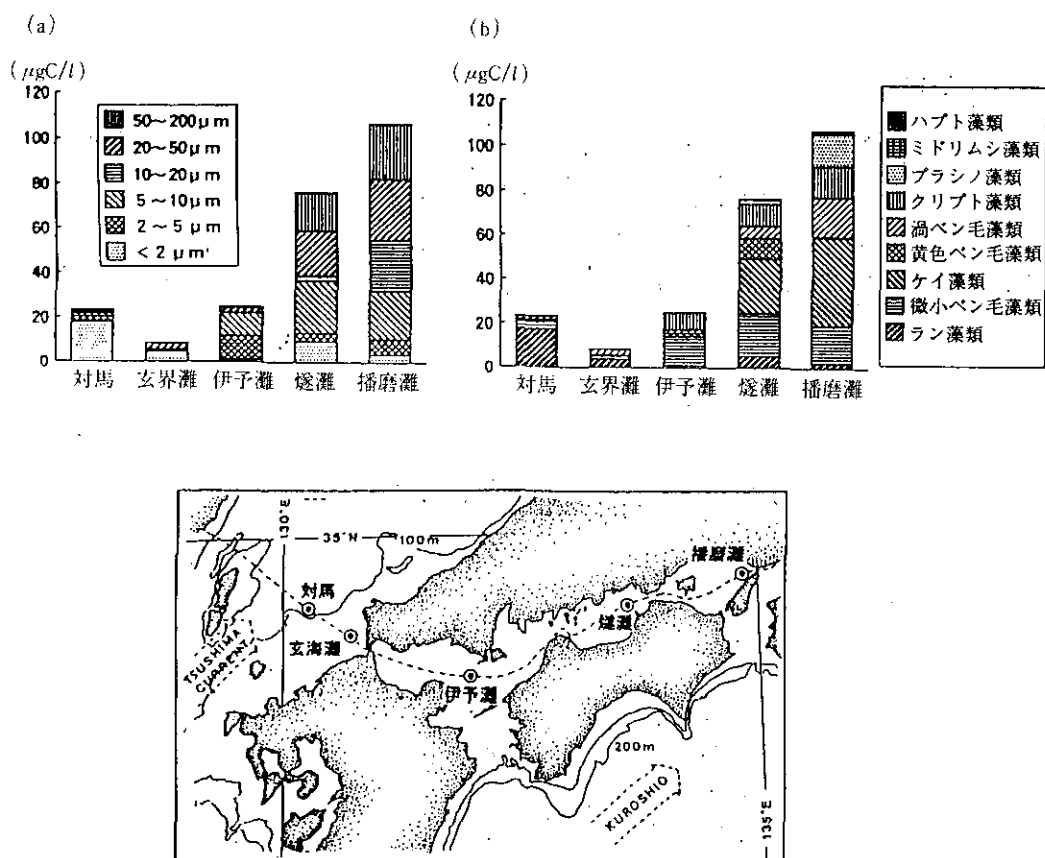 (a)
(μgC/l)
120
100
80
60
40
20
0
50~200μm
20~50μm
10~20μm
5~10μm
2~5μm
<2μm
対馬 玄界灘 伊予灘 燧灘 播磨灘
(b)
(μgC/l)
120
100
80
60
40
20
0
対馬 玄界灘 伊予灘 燧灘 播磨灘
ハプト藻類
ミドリムシ藻類
プラシノ藻類
クリプト藻類
渦ベン毛藻類
黄色ベン毛藻類
ケイ藻類
微小ベン毛藻類
ラン藻類
130°E
35°N
100m
播磨灘
対馬
燧灘
玄海灘
TSUSHIMA
CURRENT
伊予灘
200m
KUROSHIO
135°E